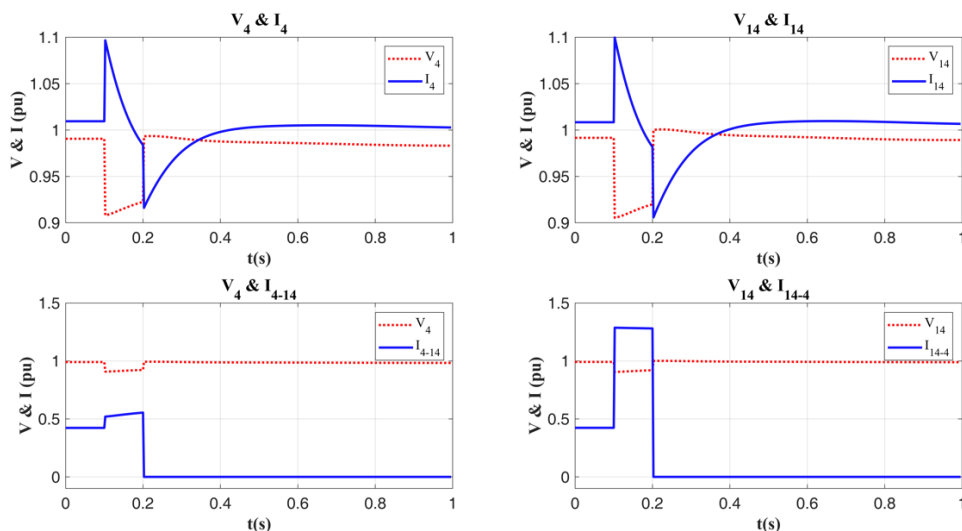 V4 & I4
V & I (pu)
1.1
1.05
1
0.95
0.9
V4
I4
0 0.2 0.4 0.6 0.8 1
t(s)
V14 & I14
V & I (pu)
1.1
1.05
1
0.95
0.9
V14
I14
0 0.2 0.4 0.6 0.8 1
t(s)
V4 & I4-14
V & I (pu)
1.5
1
0.5
0
V4
I4-14
0 0.2 0.4 0.6 0.8 1
t(s)
V14 & I14-4
V & I (pu)
1.5
1
0.5
0
V14
I14-4
0 0.2 0.4 0.6 0.8 1
t(s)